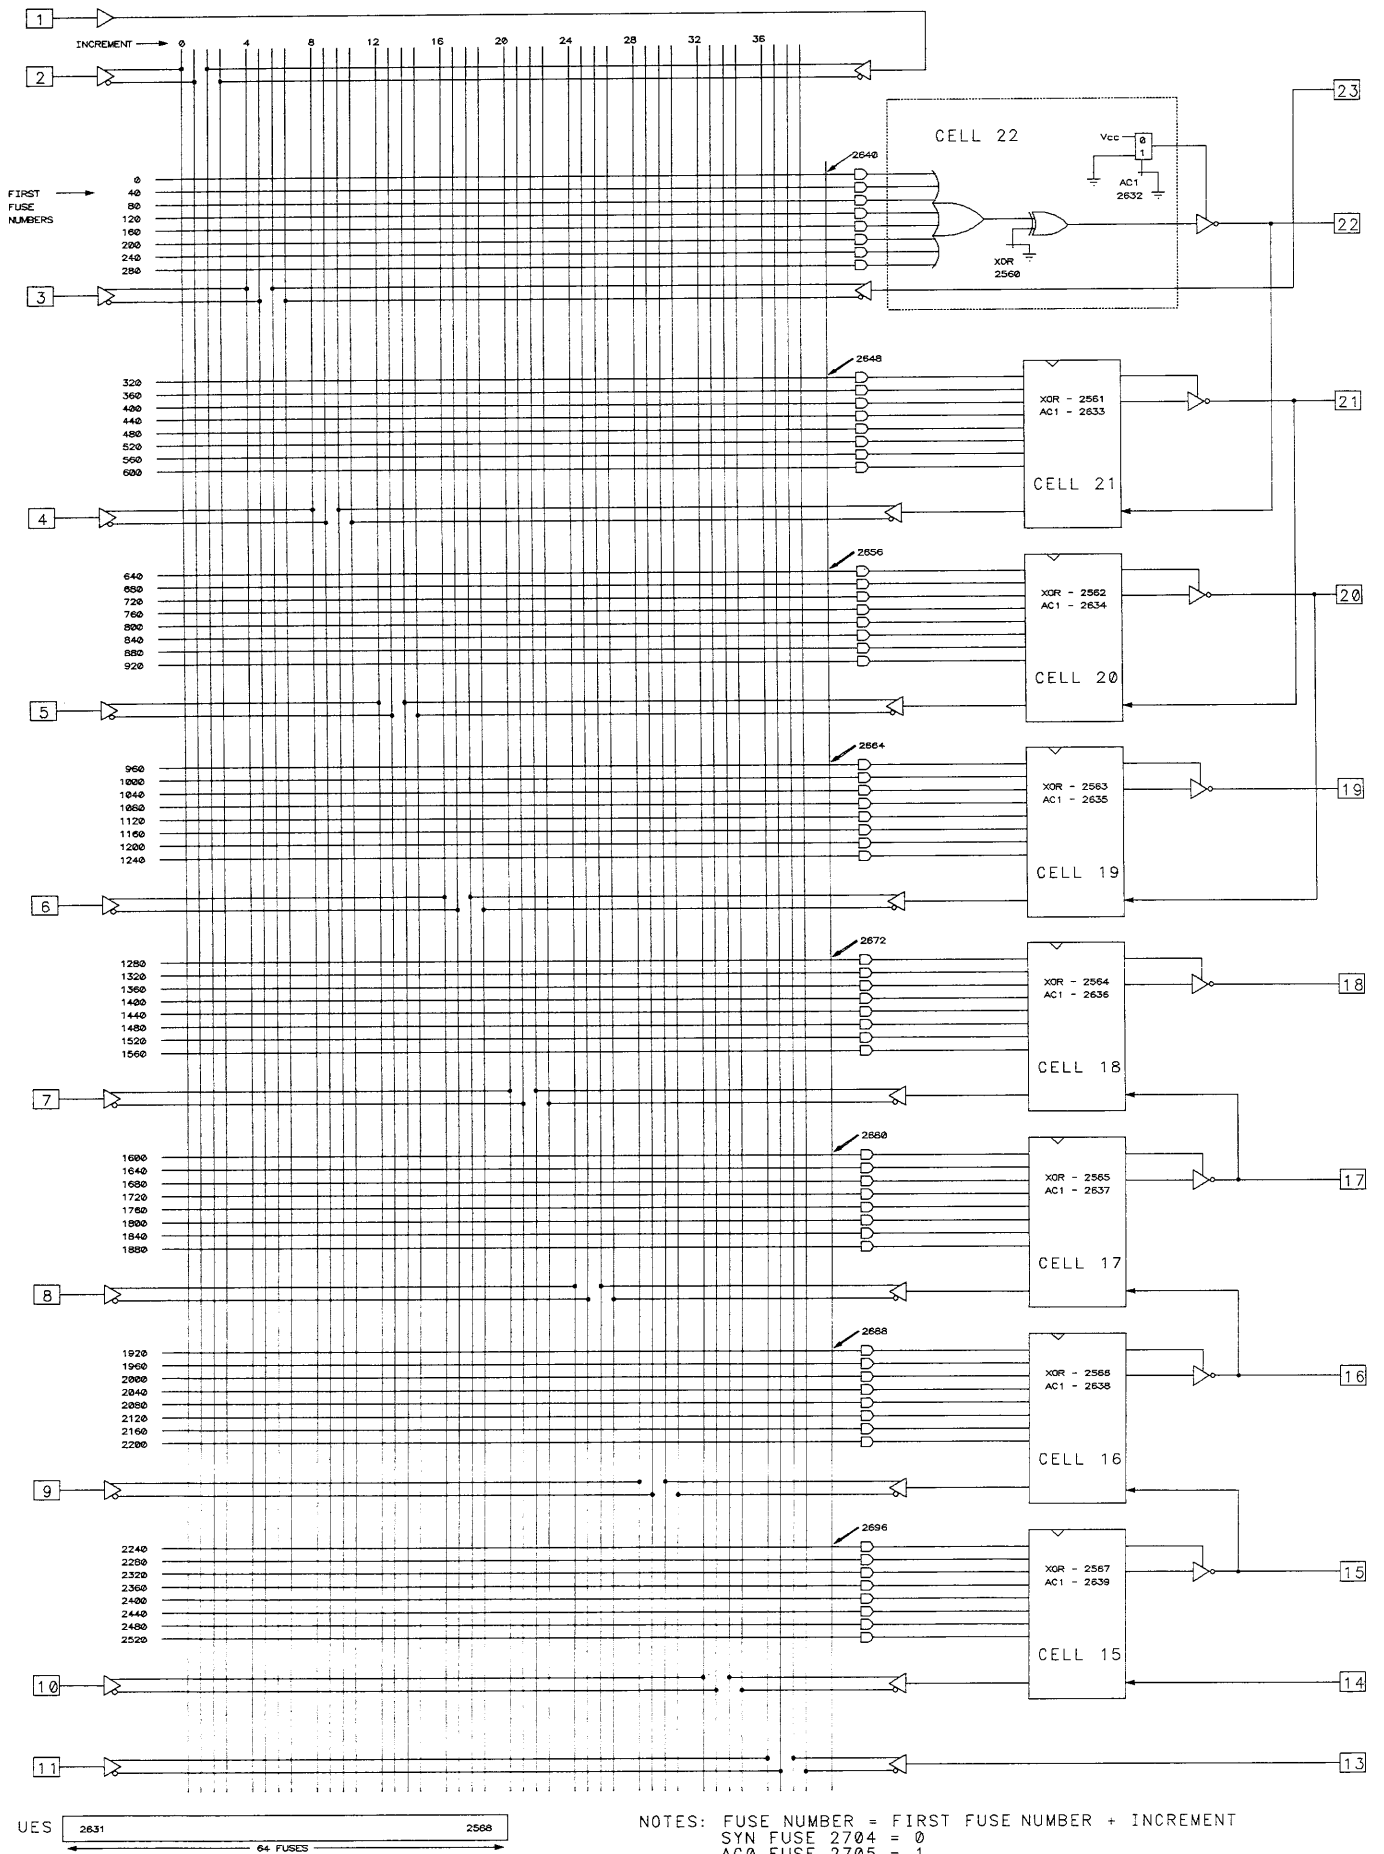 1
INCREMENT 0 4 8 12 16 20 24 28 32 36
2
23
CELL 22
Vcc 0
1
AC1
2632
2640
FIRST
FUSE
NUMBERS
0
40
80
120
160
200
240
280
22
XOR
2560
3
2648
320
360
400
440
480
520
560
600
XOR - 2561
AC1 - 2633
CELL 21
21
4
2656
640
680
720
760
800
840
880
920
XOR - 2562
AC1 - 2634
CELL 20
20
5
2664
960
1000
1040
1080
1120
1160
1200
1240
XOR - 2563
AC1 - 2635
CELL 19
19
6
2672
1280
1320
1360
1400
1440
1480
1520
1560
XOR - 2564
AC1 - 2636
CELL 18
18
7
2680
1600
1640
1680
1720
1760
1800
1840
1880
XOR - 2565
AC1 - 2637
CELL 17
17
8
2688
1920
1960
2000
2040
2080
2120
2160
2200
XOR - 2566
AC1 - 2638
CELL 16
16
9
2696
2240
2280
2320
2360
2400
2440
2480
2520
XOR - 2567
AC1 - 2639
CELL 15
15
10
14
11
13
UES 2631 2568
64 FUSES
NOTES: FUSE NUMBER = FIRST FUSE NUMBER + INCREMENT
SYN FUSE 2704 = 0
AC0 FUSE 2705 = 1